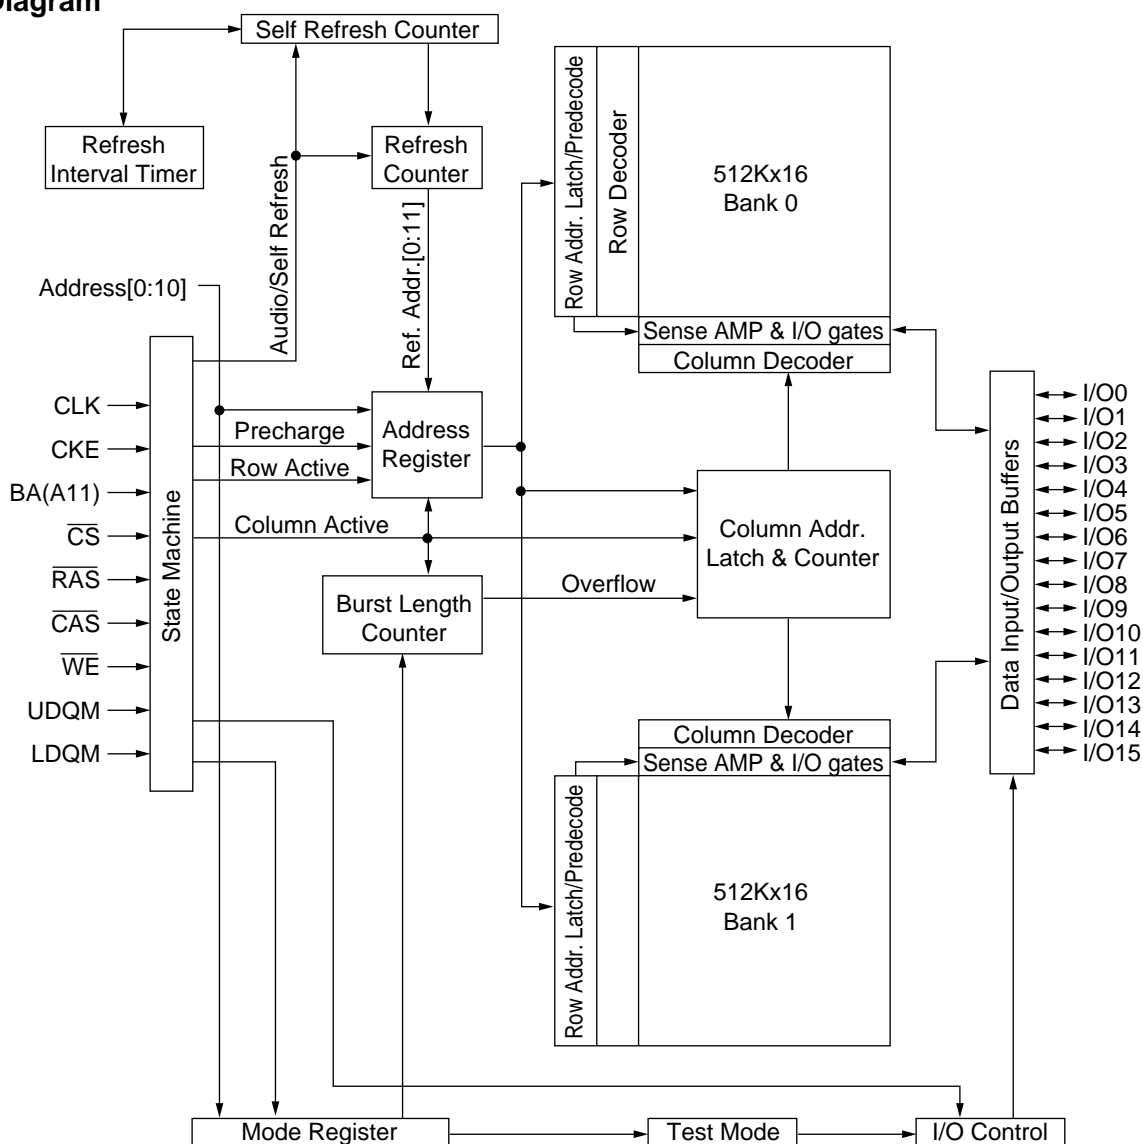 Diagram
Self Refresh Counter
Refresh
Interval Timer
Refresh
Counter
Audio/Self Refresh
Ref. Addr.[0:11]
Row Addr. Latch/Predecode
Row Decoder
512Kx16
Bank 0
Sense AMP & I/O gates
Column Decoder
Address[0:10]
CLK
CKE
BA(A11)
CS
RAS
CAS
WE
UDQM
LDQM
State Machine
Precharge
Row Active
Column Active
Address
Register
Burst Length
Counter
Overflow
Column Addr.
Latch & Counter
Data Input/Output Buffers
I/O0
I/O1
I/O2
I/O3
I/O4
I/O5
I/O6
I/O7
I/O8
I/O9
I/O10
I/O11
I/O12
I/O13
I/O14
I/O15
Column Decoder
Sense AMP & I/O gates
Row Addr. Latch/Predecode
512Kx16
Bank 1
Mode Register
Test Mode
I/O Control